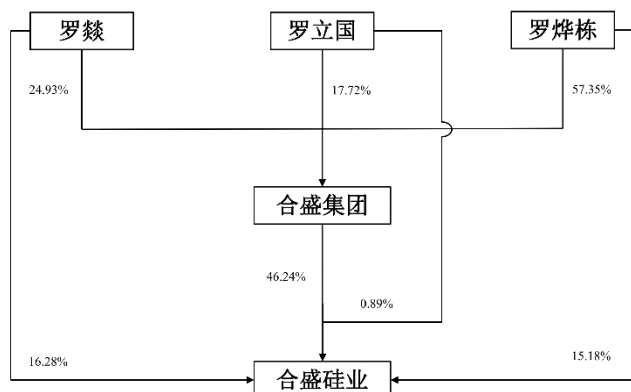 罗燚
罗立国
罗烨栋
24.93%
17.72%
57.35%
合盛集团
46.24%
0.89%
16.28%
15.18%
合盛硅业